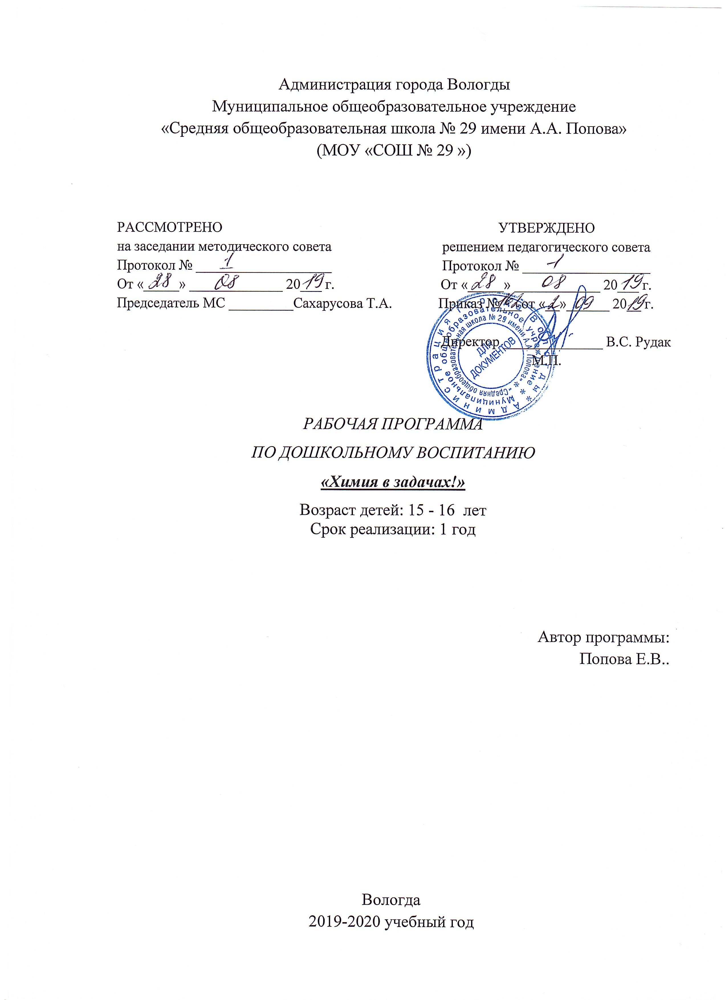 Администрация города Вологды
Муниципальное общеобразовательное учреждение
«Средняя общеобразовательная школа № 29 имени А.А. Попова»
(МОУ «СОШ № 29 »)
РАССМОТРЕНО
на заседании методического совета
Протокол № 1
От «28» 08 2019 г.
Председатель МС __________Сахарусова Т.А.
УТВЕРЖДЕНО
решением педагогического совета
Протокол № 1
От «28» 08 2019 г.
Приказ № от «2» 09 2019 г.
Директор ______________ В.С. Рудак
М.П.
Администрация города Вологды
Муниципальное общеобразовательное учреждение
«Средняя общеобразовательная школа № 29 имени А.А. Попова»
ДЛЯ
ДОКУМЕНТОВ
РАБОЧАЯ ПРОГРАММА
ПО ДОШКОЛЬНОМУ ВОСПИТАНИЮ
«Химия в задачах!»
Возраст детей: 15 - 16 лет
Срок реализации: 1 год
Автор программы:
Попова Е.В..
Вологда
2019-2020 учебный год